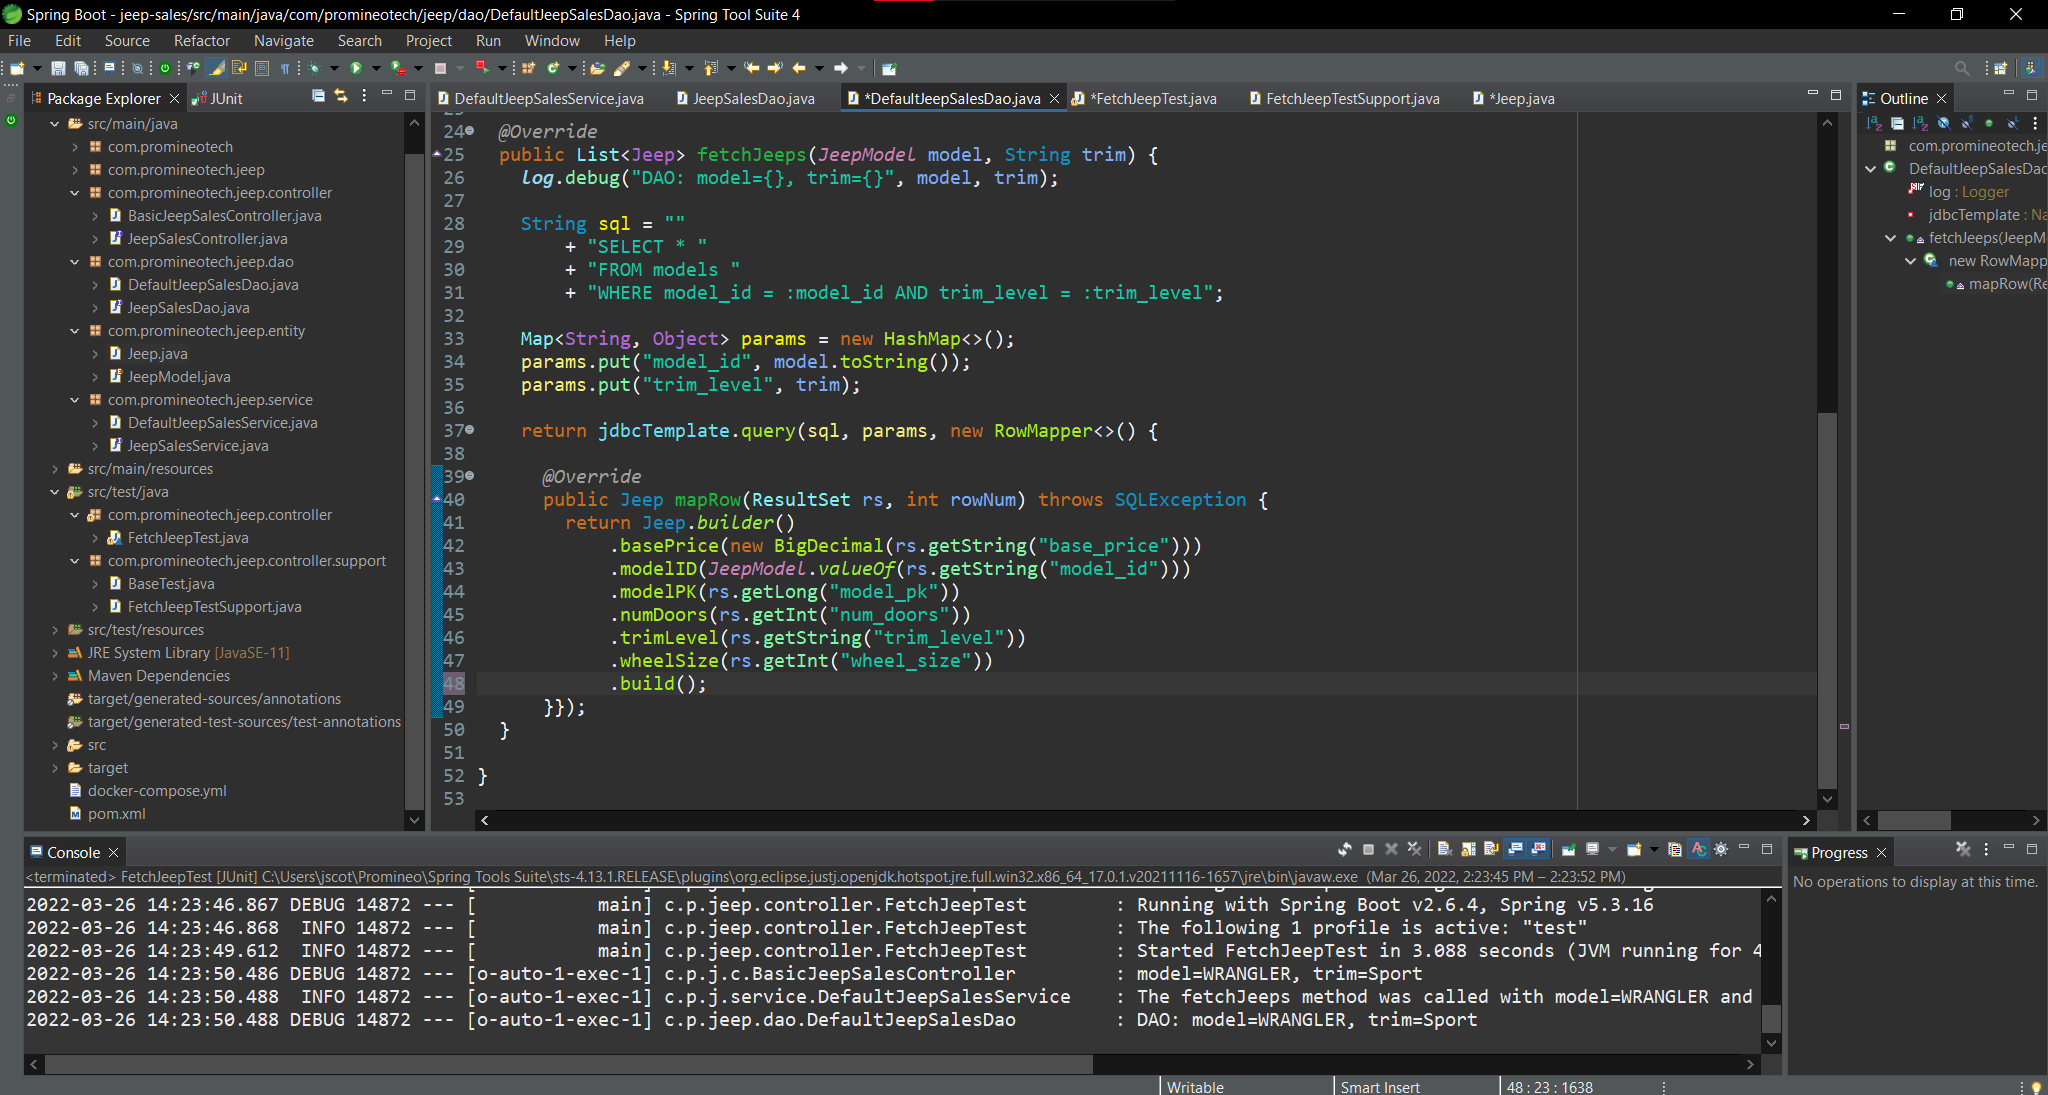 Spring Boot - jeep-sales/src/main/java/com/promineotech/jeep/dao/DefaultJeepSalesDao.java - Spring Tool Suite 4
File Edit Source Refactor Navigate Search Project Run Window Help
Package Explorer
JUnit
src/main/java
com.promineotech
com.promineotech.jeep
com.promineotech.jeep.controller
BasicJeepSalesController.java
JeepSalesController.java
com.promineotech.jeep.dao
DefaultJeepSalesDao.java
JeepSalesDao.java
com.promineotech.jeep.entity
Jeep.java
JeepModel.java
com.promineotech.jeep.service
DefaultJeepSalesService.java
JeepSalesService.java
src/main/resources
src/test/java
com.promineotech.jeep.controller
FetchJeepTest.java
com.promineotech.jeep.controller.support
BaseTest.java
FetchJeepTestSupport.java
src/test/resources
JRE System Library [JavaSE-11]
Maven Dependencies
target/generated-sources/annotations
target/generated-test-sources/test-annotations
src
target
docker-compose.yml
pom.xml
DefaultJeepSalesService.java JeepSalesDao.java *DefaultJeepSalesDao.java *FetchJeepTest.java FetchJeepTestSupport.java *Jeep.java
24 @Override
25 public List<Jeep> fetchJeeps(JeepModel model, String trim) {
26 log.debug("DAO: model={}, trim={}", model, trim);
27
28 String sql = ""
29 + "SELECT * "
30 + "FROM models "
31 + "WHERE model_id = :model_id AND trim_level = :trim_level";
32
33 Map<String, Object> params = new HashMap<>();
34 params.put("model_id", model.toString());
35 params.put("trim_level", trim);
36
37 return jdbcTemplate.query(sql, params, new RowMapper<>() {
38
39 @Override
40 public Jeep mapRow(ResultSet rs, int rowNum) throws SQLException {
41 return Jeep.builder()
42 .basePrice(new BigDecimal(rs.getString("base_price")))
43 .modelID(JeepModel.valueOf(rs.getString("model_id")))
44 .modelPK(rs.getLong("model_pk"))
45 .numDoors(rs.getInt("num_doors"))
46 .trimLevel(rs.getString("trim_level"))
47 .wheelSize(rs.getInt("wheel_size"))
48 .build();
49 }});
50 }
51
52 }
53
Outline
com.promineotech.je
DefaultJeepSalesDao
log : Logger
jdbcTemplate : Na
fetchJeeps(JeepM
new RowMapp
mapRow(Re
Console
<terminated> FetchJeepTest [JUnit] C:\Users\jscot\Promineo\Spring Tools Suite\sts-4.13.1.RELEASE\plugins\org.eclipse.justj.openjdk.hotspot.jre.full.win32.x86_64_17.0.1.v20211116-1657\jre\bin\javaw.exe (Mar 26, 2022, 2:23:45 PM – 2:23:52 PM)
2022-03-26 14:23:46.867 DEBUG 14872 --- [ main] c.p.jeep.controller.FetchJeepTest : Running with Spring Boot v2.6.4, Spring v5.3.16
2022-03-26 14:23:46.868 INFO 14872 --- [ main] c.p.jeep.controller.FetchJeepTest : The following 1 profile is active: "test"
2022-03-26 14:23:49.612 INFO 14872 --- [ main] c.p.jeep.controller.FetchJeepTest : Started FetchJeepTest in 3.088 seconds (JVM running for 4
2022-03-26 14:23:50.486 DEBUG 14872 --- [o-auto-1-exec-1] c.p.j.c.BasicJeepSalesController : model=WRANGLER, trim=Sport
2022-03-26 14:23:50.488 INFO 14872 --- [o-auto-1-exec-1] c.p.j.service.DefaultJeepSalesService : The fetchJeeps method was called with model=WRANGLER and
2022-03-26 14:23:50.488 DEBUG 14872 --- [o-auto-1-exec-1] c.p.jeep.dao.DefaultJeepSalesDao : DAO: model=WRANGLER, trim=Sport
Progress
No operations to display at this time.
Writable Smart Insert 48 : 23 : 1638